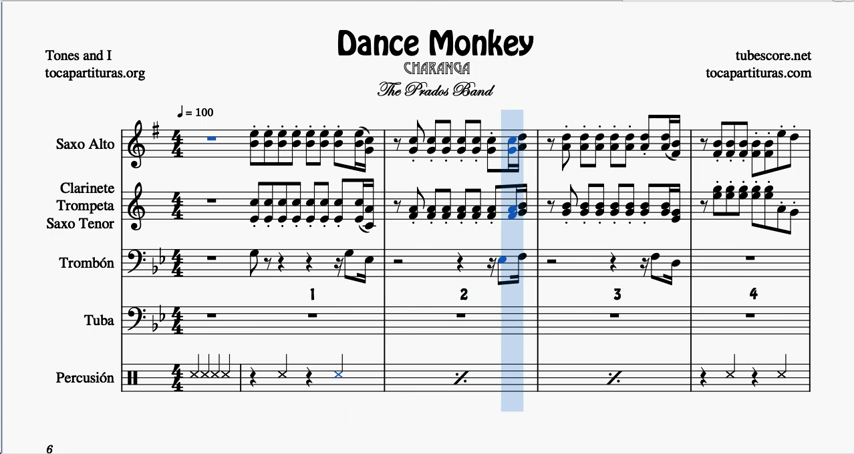 Dance Monkey
Tones and I
tubescore.net
CHARANGA
tocapartituras.org
tocapartituras.com
The Prados Band
♩ = 100
Saxo Alto
Clarinete
Trompeta
Saxo Tenor
Trombón
1 2 3 4
Tuba
Percusión
6